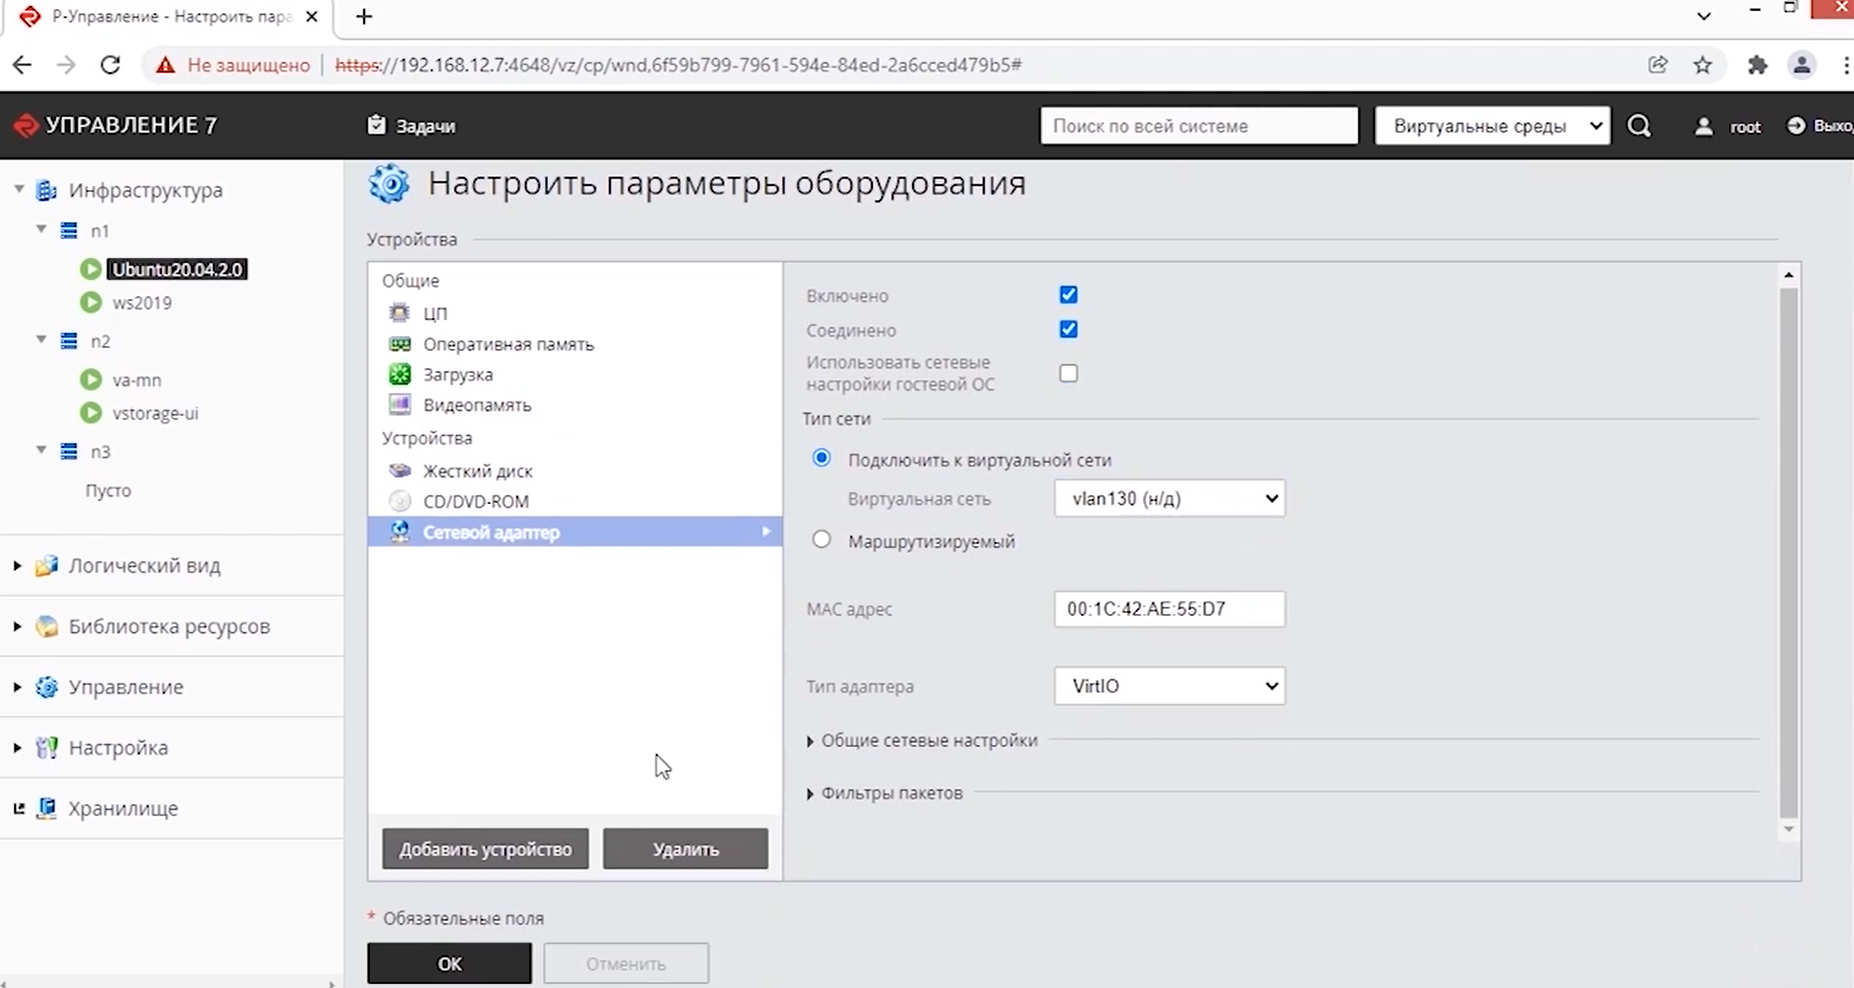 Р-Управление - Настроить пара
Не защищено
https://192.168.12.7:4648/vz/cp/wnd,6f59b799-7961-594e-84ed-2a6cced479b5#
УПРАВЛЕНИЕ 7
Задачи
Поиск по всей системе
Виртуальные среды
root
Инфраструктура
n1
Ubuntu20.04.2.0
ws2019
n2
va-mn
vstorage-ui
n3
Пусто
Логический вид
Библиотека ресурсов
Управление
Настройка
Хранилище
Настроить параметры оборудования
Устройства
Общие
ЦП
Оперативная память
Загрузка
Видеопамять
Устройства
Жесткий диск
CD/DVD-ROM
Сетевой адаптер
Добавить устройство
Удалить
Включено
Соединено
Использовать сетевые
настройки гостевой ОС
Тип сети
Подключить к виртуальной сети
Виртуальная сеть
vlan130 (н/д)
Маршрутизируемый
MAC адрес
00:1C:42:AE:55:D7
Тип адаптера
VirtIO
Общие сетевые настройки
Фильтры пакетов
* Обязательные поля
ОК
Отменить